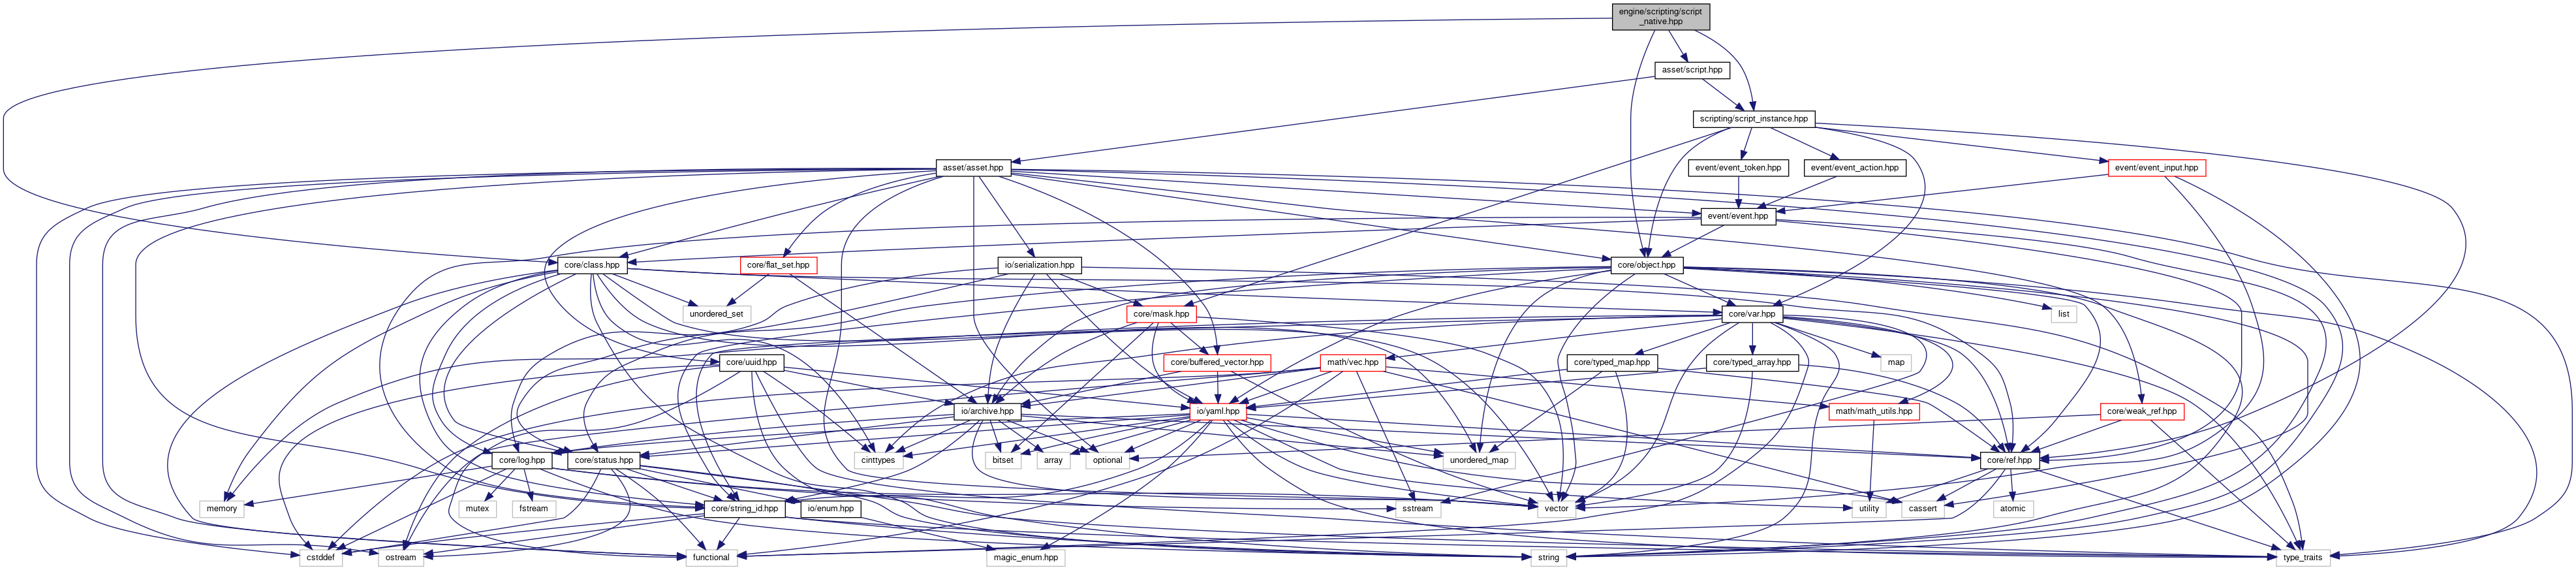 engine/scripting/script
_native.hpp
asset/script.hpp
scripting/script_instance.hpp
asset/asset.hpp
event/event_token.hpp
event/event_action.hpp
event/event_input.hpp
event/event.hpp
core/class.hpp
core/flat_set.hpp
io/serialization.hpp
core/object.hpp
unordered_set
core/mask.hpp
core/var.hpp
list
core/uuid.hpp
core/buffered_vector.hpp
math/vec.hpp
core/typed_map.hpp
core/typed_array.hpp
map
io/archive.hpp
io/yaml.hpp
math/math_utils.hpp
core/weak_ref.hpp
core/log.hpp
core/status.hpp
cinttypes
bitset
array
optional
unordered_map
core/ref.hpp
memory
mutex
fstream
core/string_id.hpp
io/enum.hpp
sstream
vector
utility
cassert
atomic
cstddef
ostream
functional
magic_enum.hpp
string
type_traits